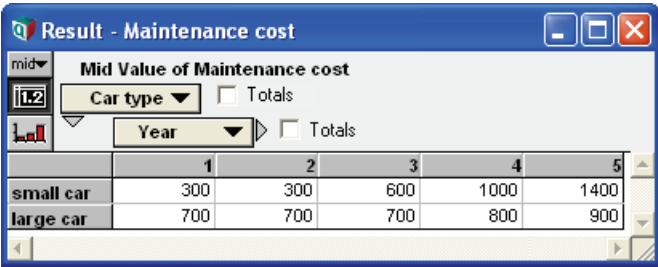 Result - Maintenance cost
mid
Mid Value of Maintenance cost
1.2
Car type
Totals
Year
Totals
1 2 3 4 5
small car 300 300 600 1000 1400
large car 700 700 700 800 900